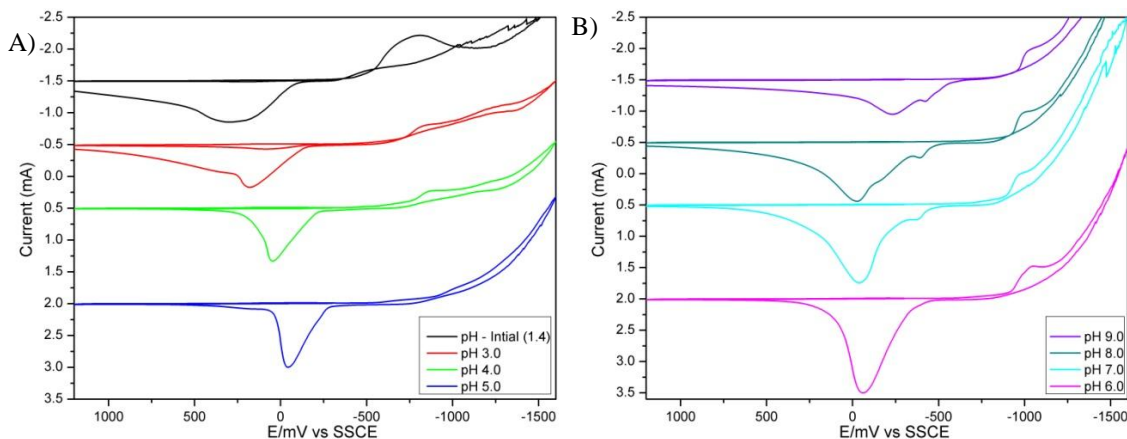 A)
-2.5
-2.0
-1.5
-1.0
-0.5
0.0
0.5
1.0
1.5
2.0
2.5
3.0
3.5
Current (mA)
1000
500
0
-500
-1000
-1500
E/mV vs SSCE
pH - Intial (1.4)
pH 3.0
pH 4.0
pH 5.0
B)
-2.5
-2.0
-1.5
-1.0
-0.5
0.0
0.5
1.0
1.5
2.0
2.5
3.0
3.5
Current (mA)
1000
500
0
-500
-1000
-1500
E/mV vs SSCE
pH 9.0
pH 8.0
pH 7.0
pH 6.0